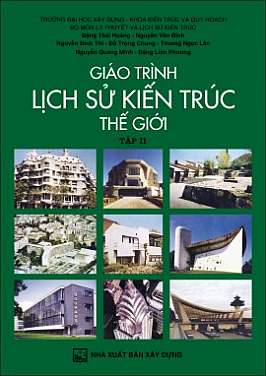 TRƯỜNG ĐẠI HỌC XÂY DỰNG - KHOA KIẾN TRÚC VÀ QUY HOẠCH
BỘ MÔN LÝ THUYẾT VÀ LỊCH SỬ KIẾN TRÚC
Đặng Thái Hoàng - Nguyễn Văn Đỉnh
Nguyễn Đình Thi - Đỗ Trọng Chung - Trương Ngọc Lân
Nguyễn Quang Minh - Đặng Liên Phương
GIÁO TRÌNH
LỊCH SỬ KIẾN TRÚC
THẾ GIỚI
TẬP II
NHÀ XUẤT BẢN XÂY DỰNG